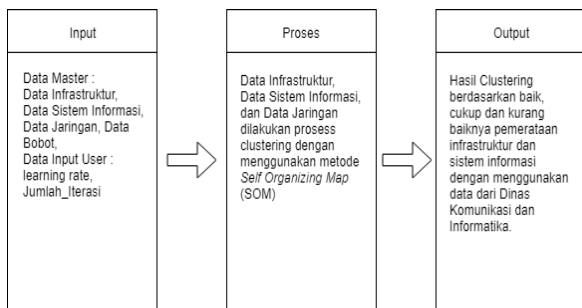 Input
Data Master :
Data Infrastruktur,
Data Sistem Informasi,
Data Jaringan, Data
Bobot,
Data Input User :
learning rate,
Jumlah_Iterasi
Proses
Data Infrastruktur,
Data Sistem Informasi,
dan Data Jaringan
dilakukan prosess
clustering dengan
menggunakan metode
Self Organizing Map
(SOM)
Output
Hasil Clustering
berdasarkan baik,
cukup dan kurang
baiknya pemerataan
infrastruktur dan
sistem informasi
dengan menggunakan
data dari Dinas
Komunikasi dan
Informatika.